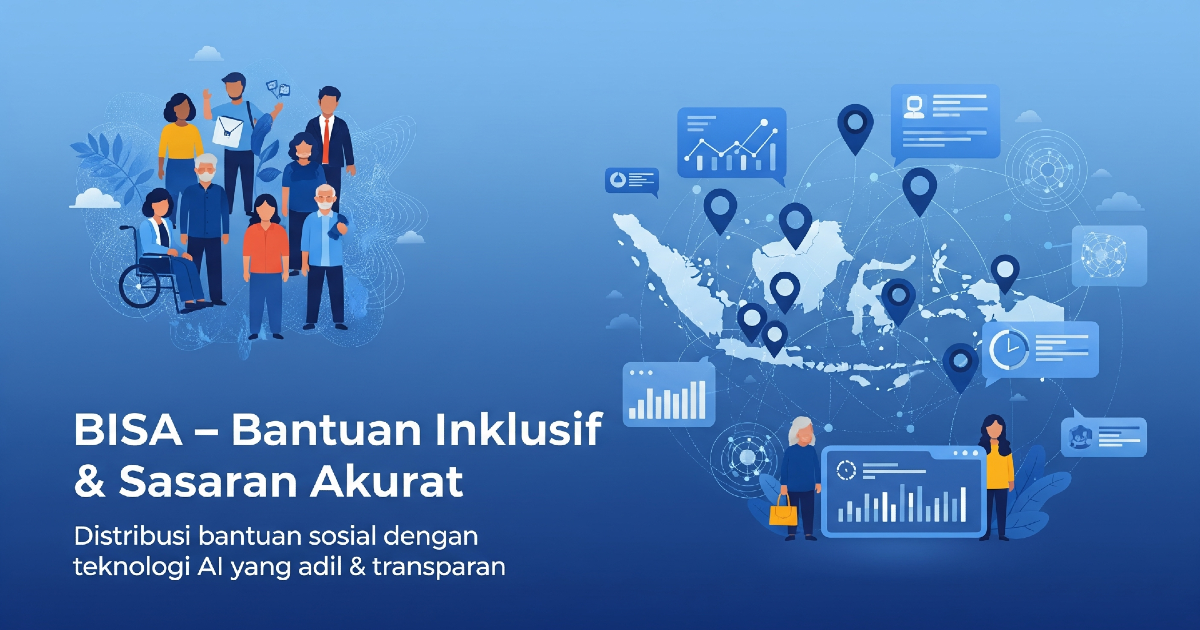 BISA – Bantuan Inklusif
& Sasaran Akurat
Distribusi bantuan sosial dengan
teknologi AI yang adil & transparan